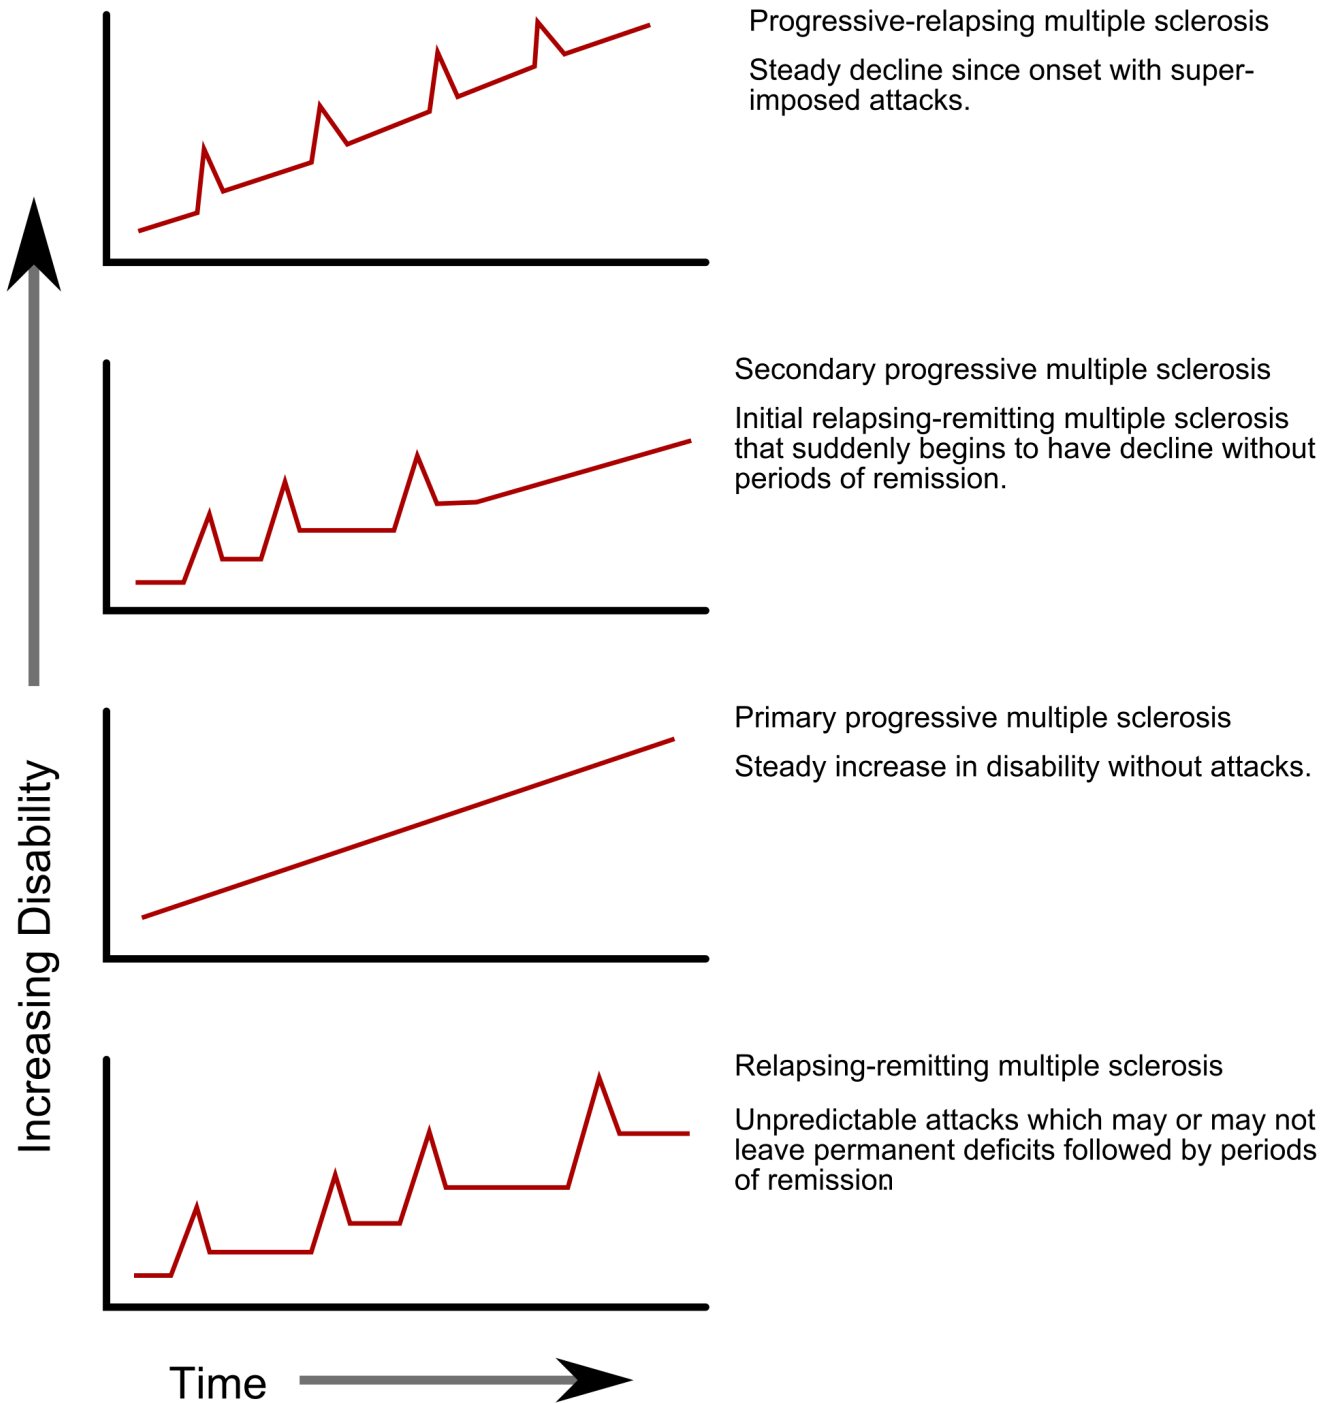 Progressive-relapsing multiple sclerosis
Steady decline since onset with super-
imposed attacks.
Secondary progressive multiple sclerosis
Initial relapsing-remitting multiple sclerosis
that suddenly begins to have decline without
periods of remission.
Primary progressive multiple sclerosis
Steady increase in disability without attacks.
Relapsing-remitting multiple sclerosis
Unpredictable attacks which may or may not
leave permanent deficits followed by periods
of remission.
Increasing Disability
Time